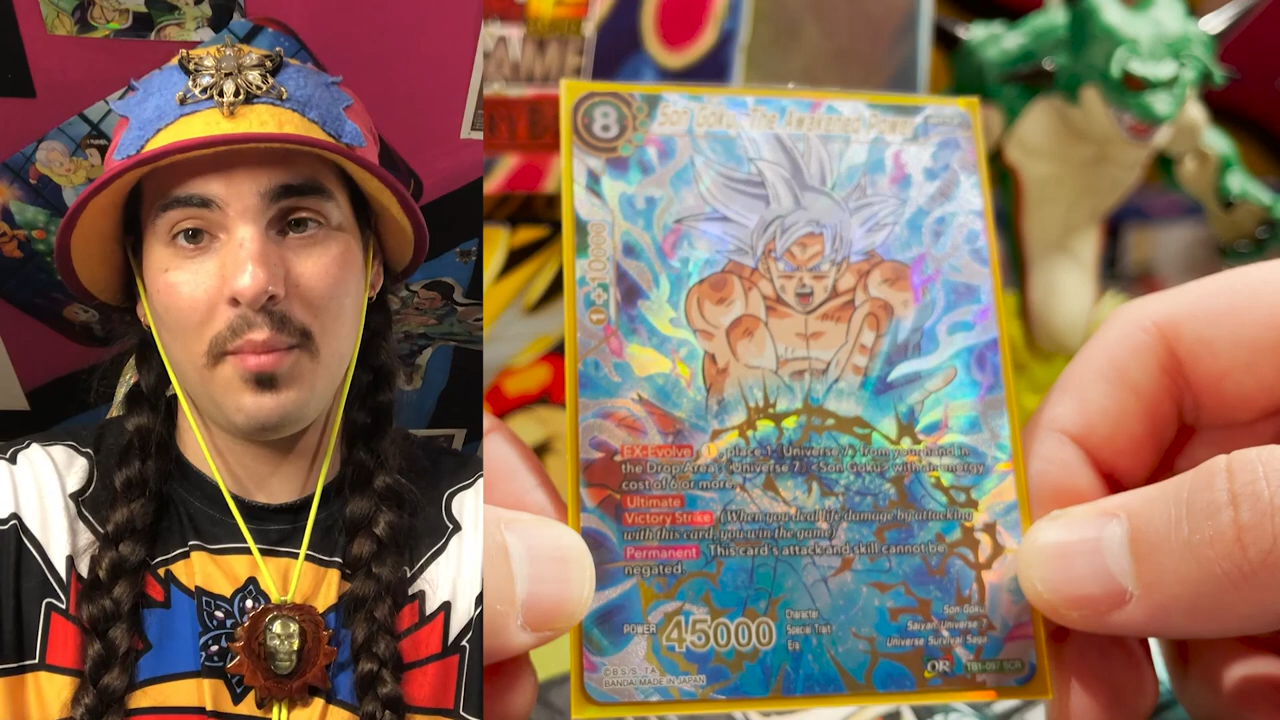 AME
8
Son Goku, The Awakened Power
+10000
1
EX-Evolve 1 , place 1 《Universe 7》 from your hand in
the Drop Area: 《Universe 7》 <Son Goku> with an energy
cost of 6 or more.
Ultimate
Victory Strike (When you deal life damage by attacking
with this card, you win the game)
Permanent This card's attack and skill cannot be
negated.
POWER 45000
Character Son Goku
Special Trait Saiyan, Universe 7
Era Universe Survival Saga
©B.S./S., T.A.
BANDAI MADE IN JAPAN
TB1-097 SCR